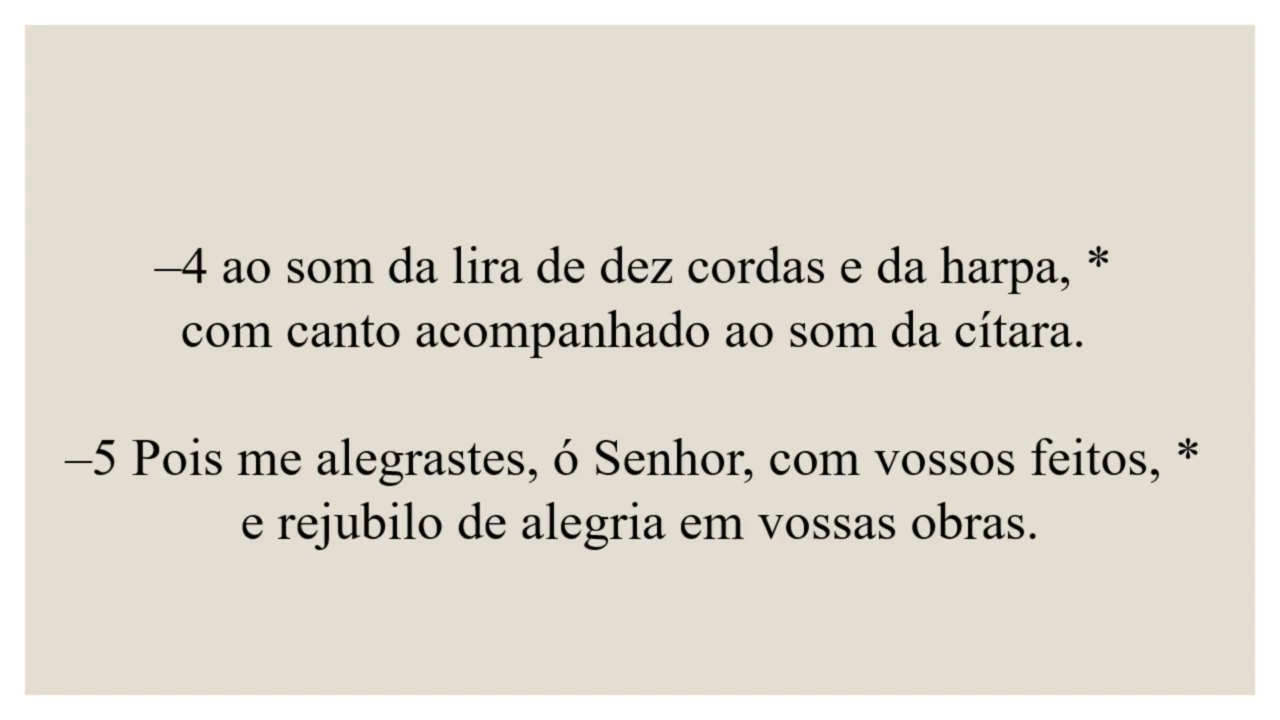 –4 ao som da lira de dez cordas e da harpa, *
com canto acompanhado ao som da cítara.
–5 Pois me alegrastes, ó Senhor, com vossos feitos, *
e rejubilo de alegria em vossas obras.